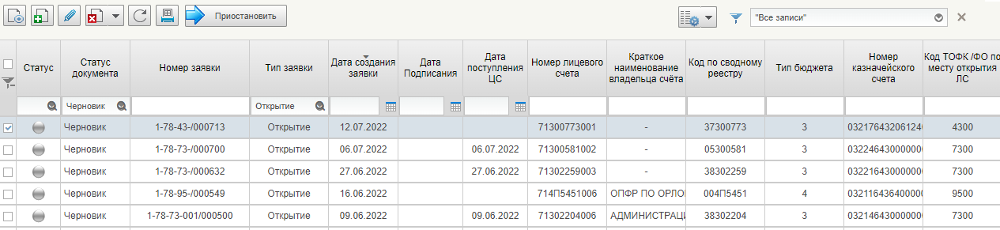 Приостановить
"Все записи"
Статус Статус документа Номер заявки Тип заявки Дата создания заявки Дата Подписания Дата поступления ЦС Номер лицевого счета Краткое наименование владельца счёта Код по сводному реестру Тип бюджета Номер казначейского счета Код ТОФК /ФО по месту открытия ЛС
Черновик Открытие
Черновик 1-78-43-/000713 Открытие 12.07.2022 71300773001 - 37300773 3 03217643206124 4300
Черновик 1-78-73-/000700 Открытие 06.07.2022 06.07.2022 71300581002 - 05300581 3 03224643000000 7300
Черновик 1-78-73-/000632 Открытие 27.06.2022 27.06.2022 71302259003 - 38302259 3 03221643000000 7300
Черновик 1-78-95-/000549 Открытие 16.06.2022 714П5451006 ОПФР ПО ОРЛО 004П5451 4 03211643640000 9500
Черновик 1-78-73-001/000500 Открытие 09.06.2022 09.06.2022 71302204006 АДМИНИСТРАЦ 38302204 3 03214643000000 7300